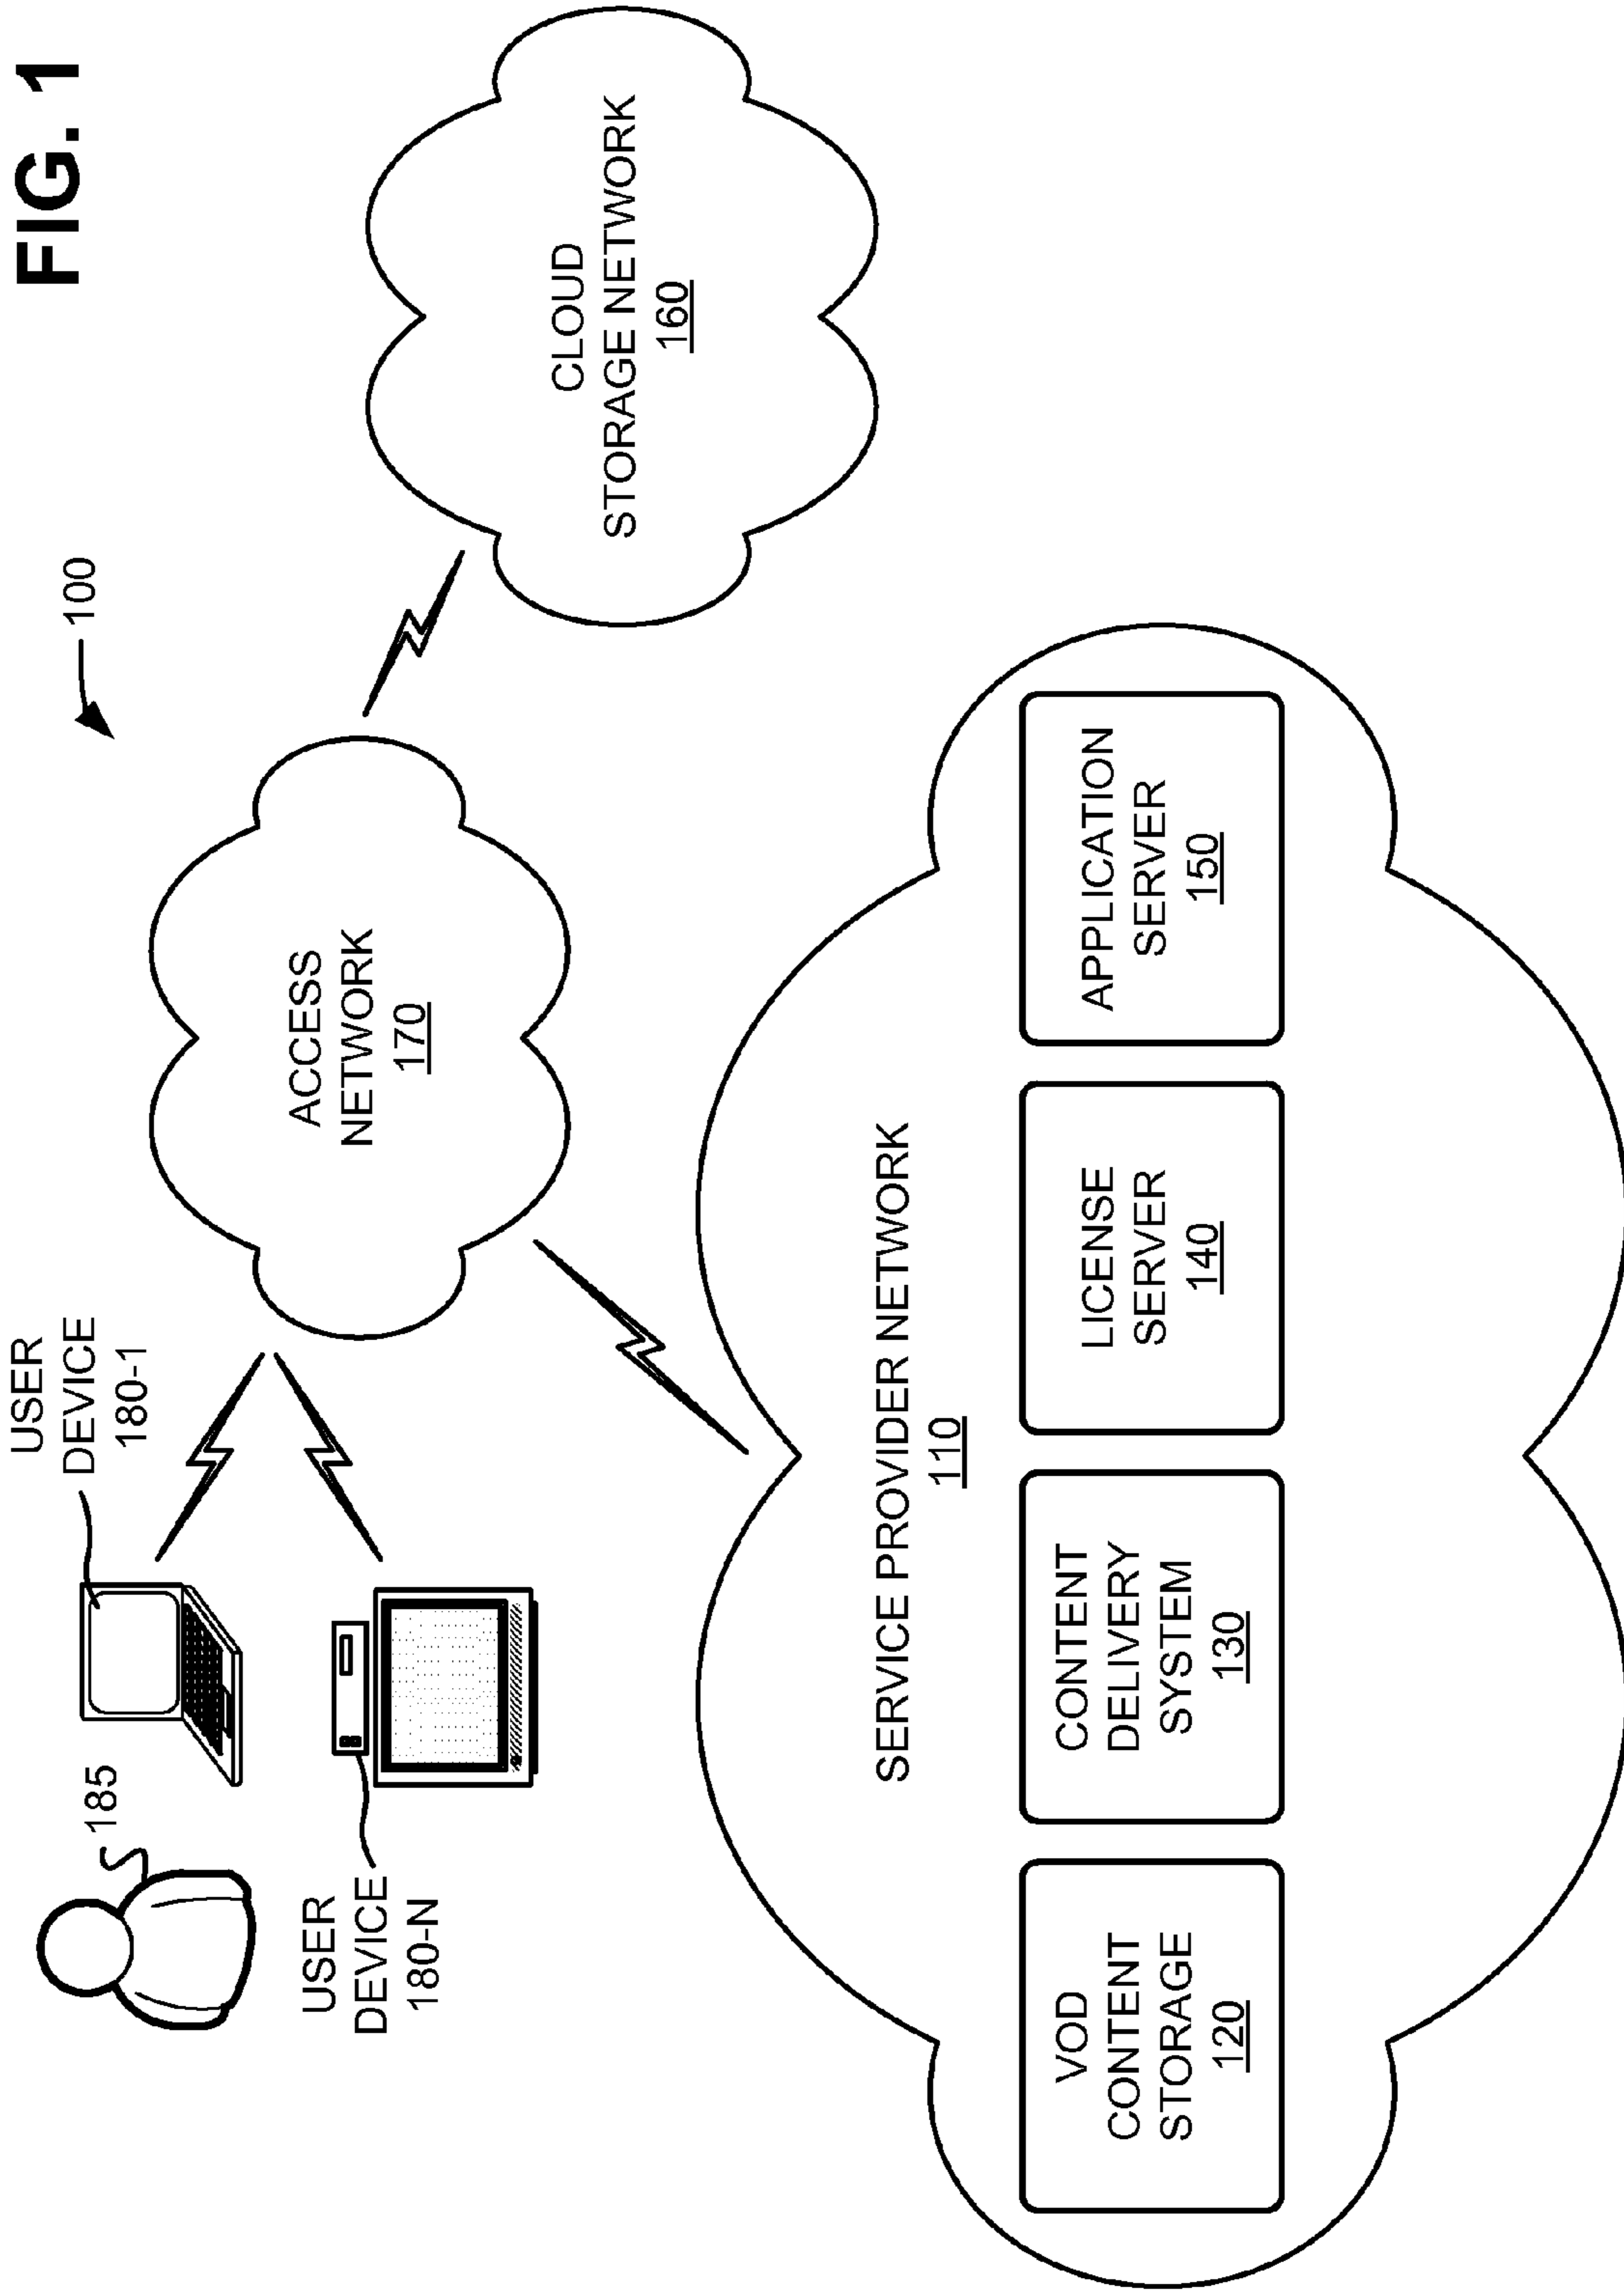 FIG. 1
100
USER
DEVICE
180-1
185
USER
DEVICE
180-N
ACCESS
NETWORK
170
CLOUD
STORAGE NETWORK
160
SERVICE PROVIDER NETWORK
110
VOD
CONTENT
STORAGE
120
CONTENT
DELIVERY
SYSTEM
130
LICENSE
SERVER
140
APPLICATION
SERVER
150